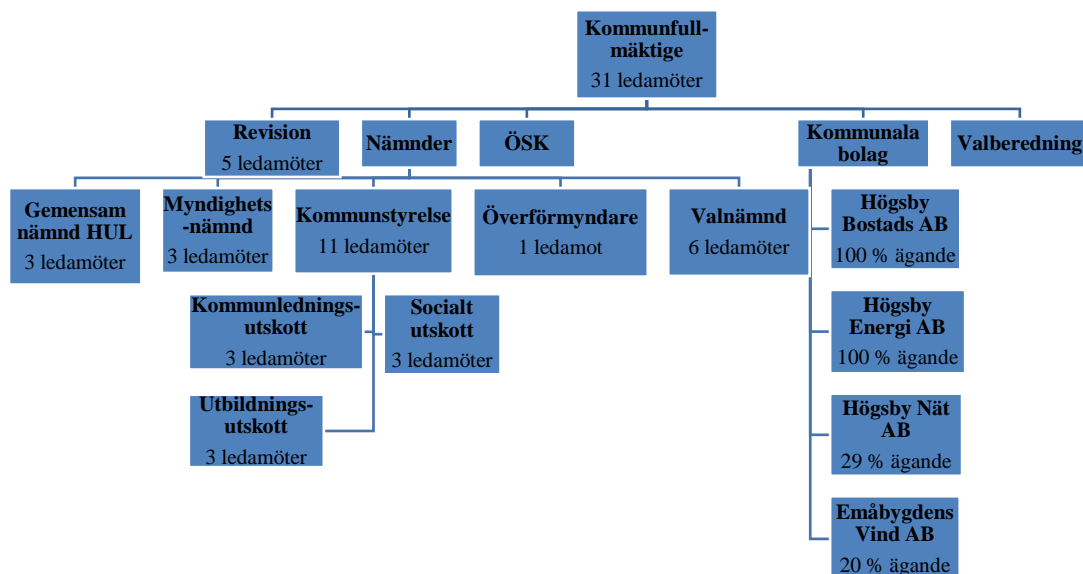 Kommunfull-
mäktige
31 ledamöter
Revision
5 ledamöter
Nämnder
ÖSK
Kommunala
bolag
Valberedning
Gemensam
nämnd HUL
3 ledamöter
Myndighets
-nämnd
3 ledamöter
Kommunstyrelse
11 ledamöter
Överförmyndare
1 ledamot
Valnämnd
6 ledamöter
Kommunlednings-
utskott
3 ledamöter
Socialt
utskott
3 ledamöter
Utbildnings-
utskott
3 ledamöter
Högsby
Bostads AB
100 % ägande
Högsby
Energi AB
100 % ägande
Högsby Nät
AB
29 % ägande
Emåbygdens
Vind AB
20 % ägande